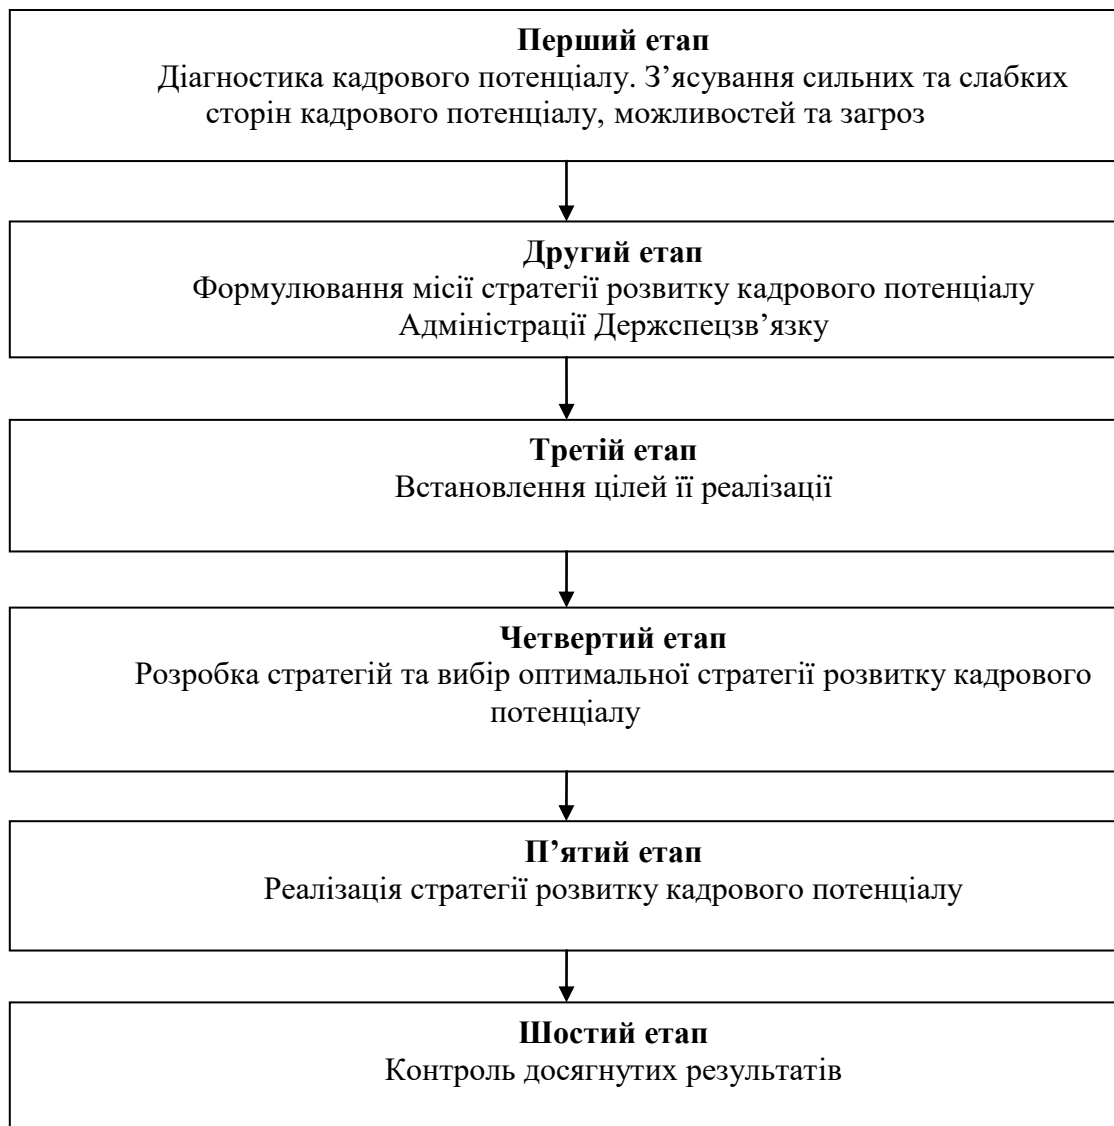 Перший етап
Діагностика кадрового потенціалу. З’ясування сильних та слабких
сторін кадрового потенціалу, можливостей та загроз
Другий етап
Формулювання місії стратегії розвитку кадрового потенціалу
Адміністрації Держспецзв’язку
Третій етап
Встановлення цілей її реалізації
Четвертий етап
Розробка стратегій та вибір оптимальної стратегії розвитку кадрового
потенціалу
П’ятий етап
Реалізація стратегії розвитку кадрового потенціалу
Шостий етап
Контроль досягнутих результатів